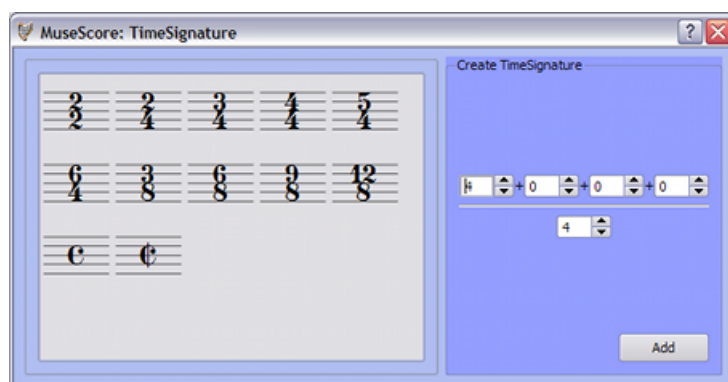 MuseScore: TimeSignature
Create TimeSignature
2 2 3 4 5
2 4 4 4 4
6 3 6 9 12
4 8 8 8 8
4 + 0 + 0 + 0
4
Add